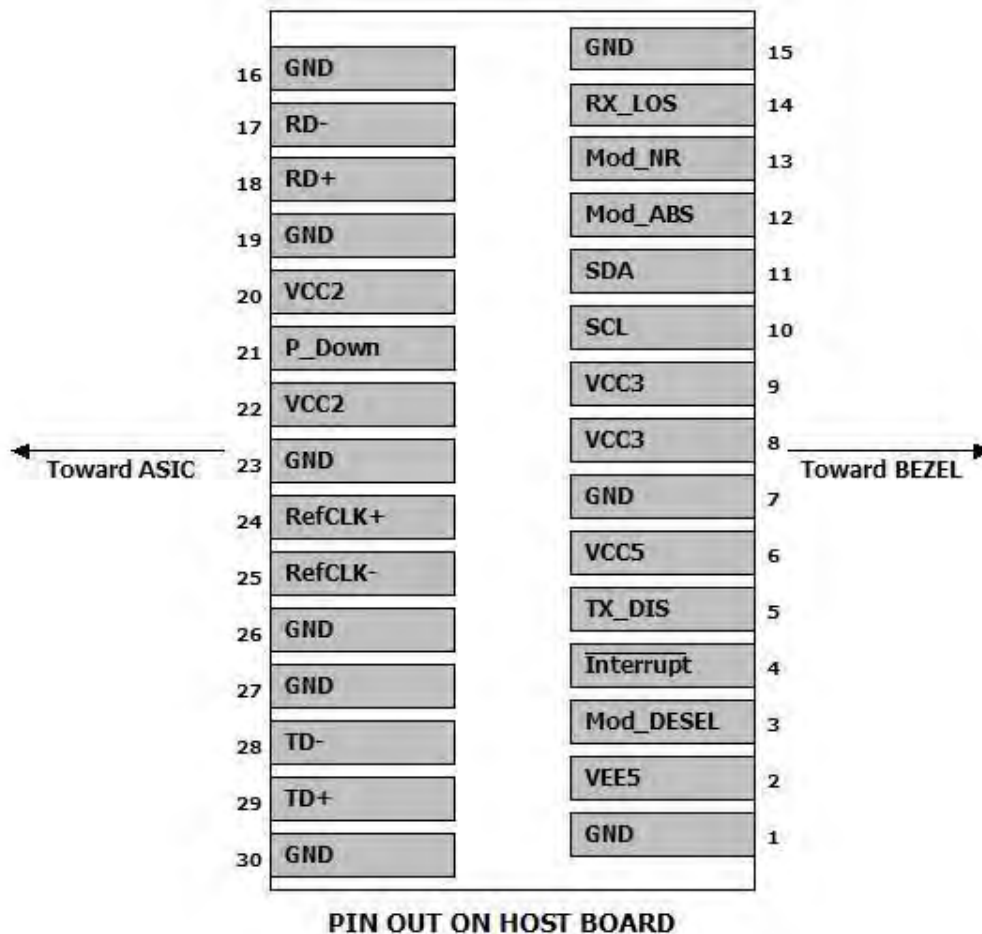 GND 15
16 GND
RX_LOS 14
17 RD-
Mod_NR 13
18 RD+
Mod_ABS 12
19 GND
SDA 11
20 VCC2
SCL 10
21 P_Down
VCC3 9
22 VCC2
VCC3 8
23 GND
Toward ASIC
Toward BEZEL
GND 7
24 RefCLK+
VCC5 6
25 RefCLK-
TX_DIS 5
26 GND
Interrupt 4
27 GND
Mod_DESEL 3
28 TD-
VEE5 2
29 TD+
GND 1
30 GND
PIN OUT ON HOST BOARD